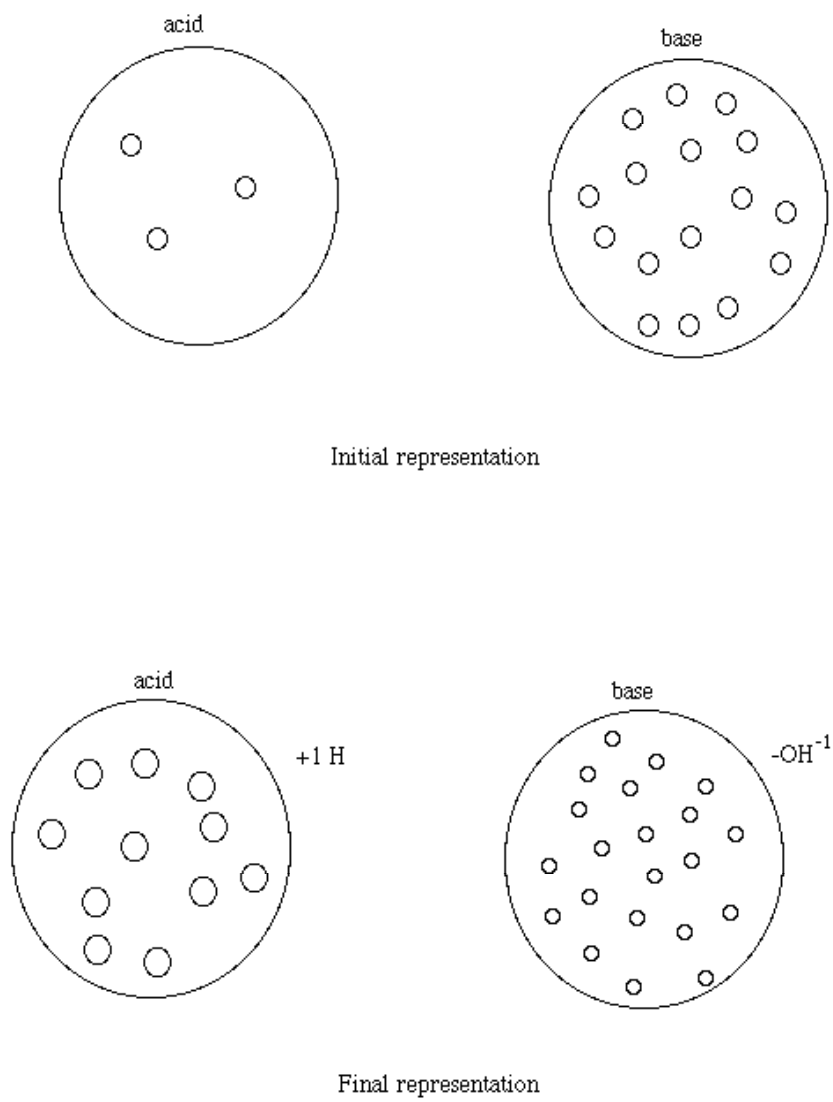 acid
base
Initial representation
acid
base
+1 H
-OH-1
Final representation